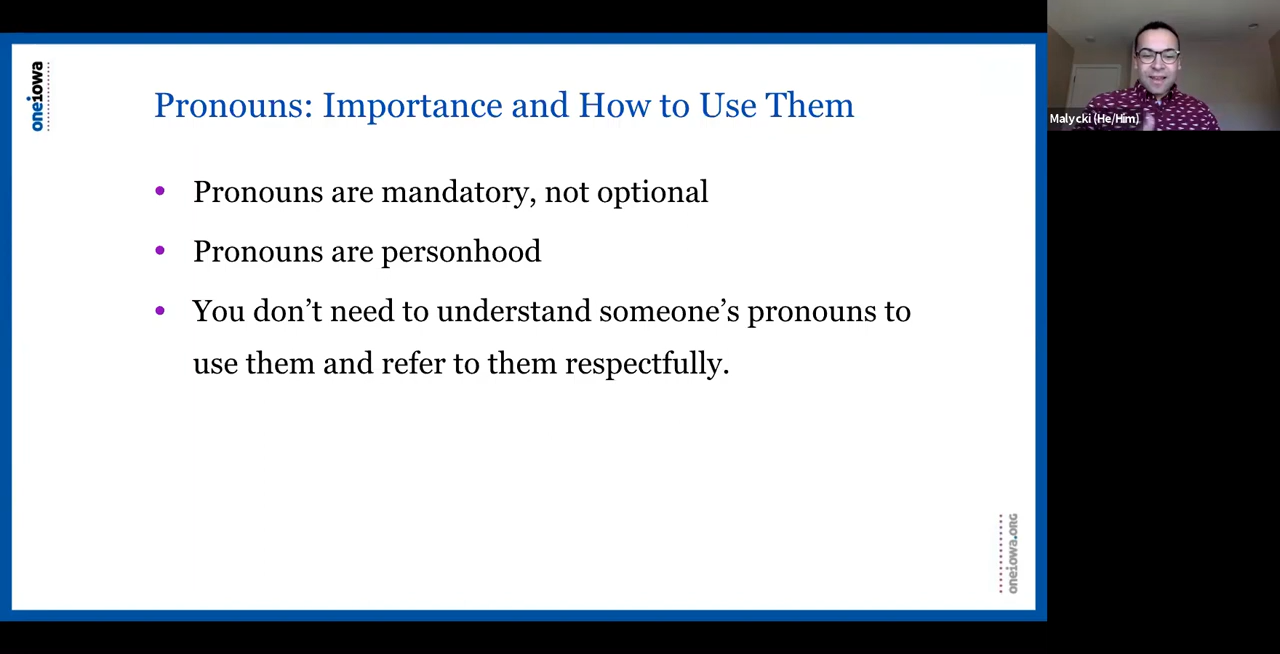 oneiowa
Pronouns: Importance and How to Use Them
• Pronouns are mandatory, not optional
• Pronouns are personhood
• You don’t need to understand someone’s pronouns to
use them and refer to them respectfully.
oneiowa.ORG
Malycki (He/Him)